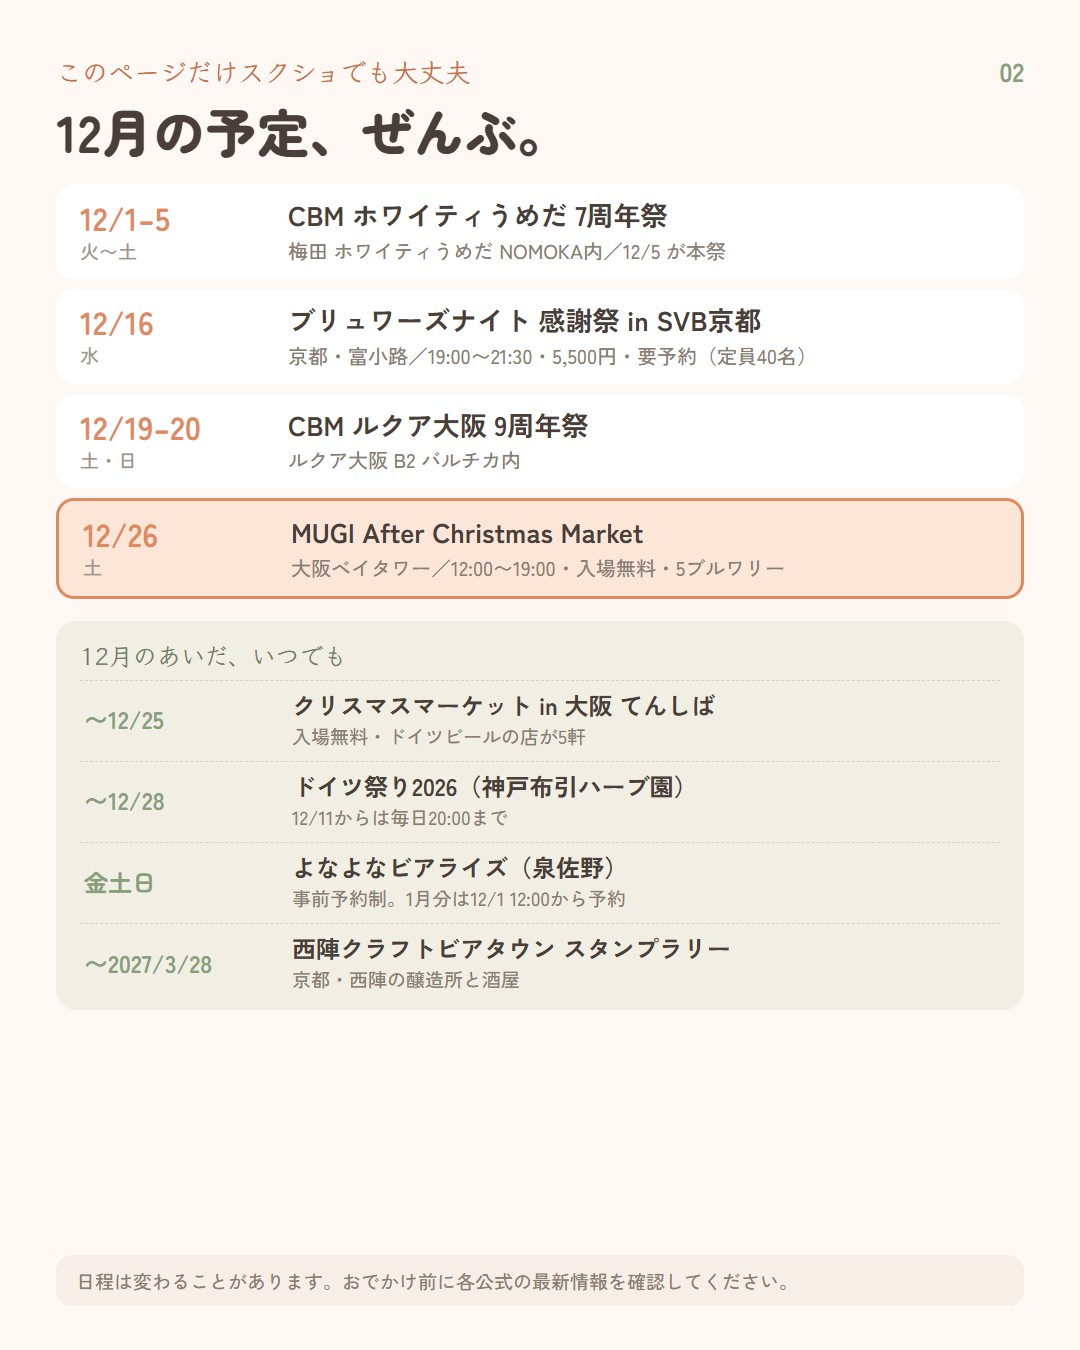 このページだけスクショでも大丈夫
02
12月の予定、ぜんぶ。
12/1–5
火〜土
CBM ホワイティうめだ 7周年祭
梅田 ホワイティうめだ NOMOKA内／12/5 が本祭
12/16
水
ブリュワーズナイト 感謝祭 in SVB京都
京都・富小路／19:00〜21:30・5,500円・要予約（定員40名）
12/19–20
土・日
CBM ルクア大阪 9周年祭
ルクア大阪 B2 バルチカ内
12/26
土
MUGI After Christmas Market
大阪ベイタワー／12:00〜19:00・入場無料・5ブルワリー
12月のあいだ、いつでも
〜12/25
クリスマスマーケット in 大阪 てんしば
入場無料・ドイツビールの店が5軒
〜12/28
ドイツ祭り2026（神戸布引ハーブ園）
12/11からは毎日20:00まで
金土日
よなよなビアライズ（泉佐野）
事前予約制。1月分は12/1 12:00から予約
〜2027/3/28
西陣クラフトビアタウン スタンプラリー
京都・西陣の醸造所と酒屋
日程は変わることがあります。おでかけ前に各公式の最新情報を確認してください。